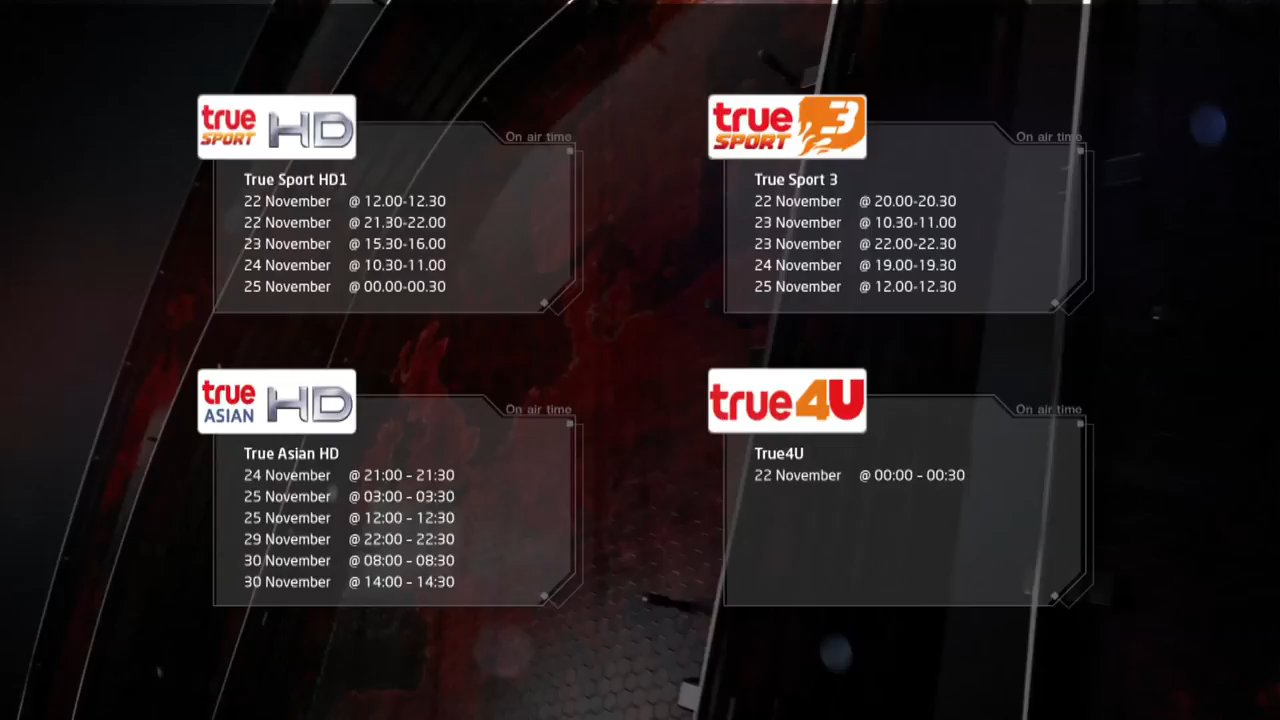 true SPORT HD
On air time
True Sport HD1
22 November @ 12.00-12.30
22 November @ 21.30-22.00
23 November @ 15.30-16.00
24 November @ 10.30-11.00
25 November @ 00.00-00.30
true SPORT 3
On air time
True Sport 3
22 November @ 20.00-20.30
23 November @ 10.30-11.00
23 November @ 22.00-22.30
24 November @ 19.00-19.30
25 November @ 12.00-12.30
true ASIAN HD
On air time
True Asian HD
24 November @ 21:00 – 21:30
25 November @ 03:00 – 03:30
25 November @ 12:00 – 12:30
29 November @ 22:00 – 22:30
30 November @ 08:00 – 08:30
30 November @ 14:00 – 14:30
true4U
On air time
True4U
22 November @ 00:00 – 00:30